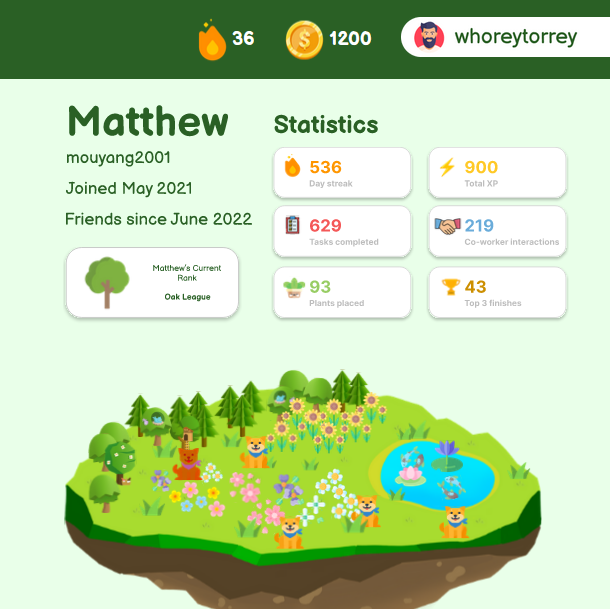 36
1200
whoreytorrey
Matthew
mouyang2001
Joined May 2021
Friends since June 2022
Matthew's Current
Rank
Oak League
Statistics
536
Day streak
900
Total XP
629
Tasks completed
219
Co-worker interactions
93
Plants placed
43
Top 3 finishes